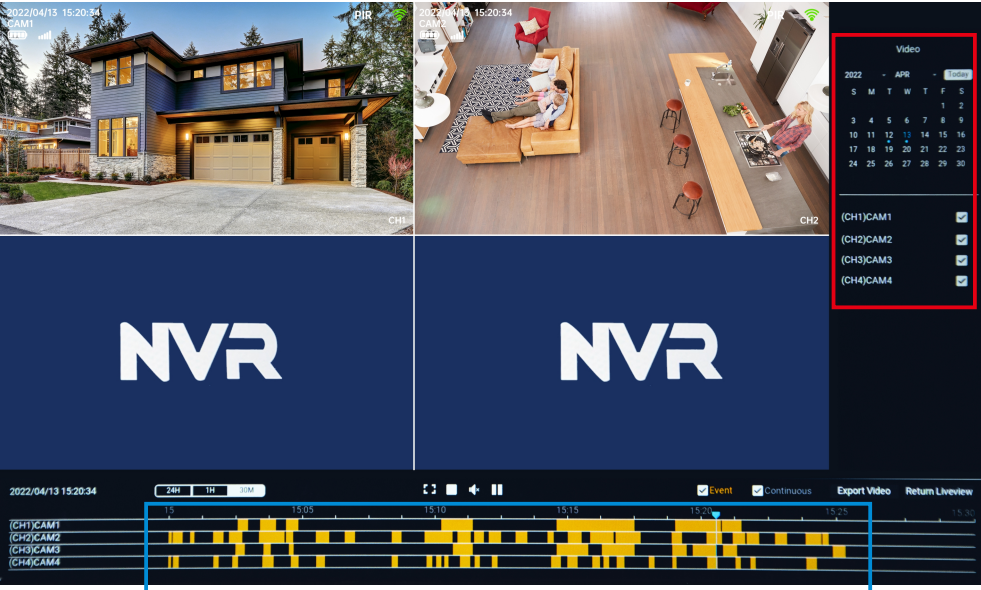 2022/04/13 15:20:34 PIR
CAM1
CH1
2022/04/13 15:20:34 PIR
CAM2
CH2
NVR
NVR
Video
2022 - APR - Today
S M T W T F S
1 2
3 4 5 6 7 8 9
10 11 12 13 14 15 16
17 18 19 20 21 22 23
24 25 26 27 28 29 30
(CH1)CAM1
(CH2)CAM2
(CH3)CAM3
(CH4)CAM4
2022/04/13 15:20:34 24H 1H 30M Event Continuous Export Video Return Liveview
15 15:05 15:10 15:15 15:20 15:25 15:30
(CH1)CAM1
(CH2)CAM2
(CH3)CAM3
(CH4)CAM4